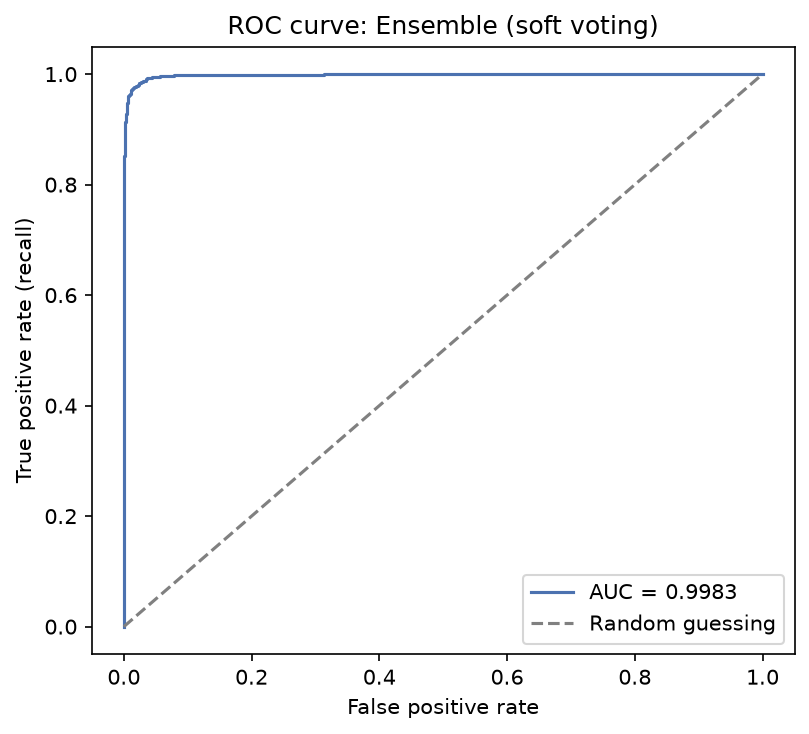 ROC curve: Ensemble (soft voting)
1.0
0.8
0.6
0.4
0.2
0.0
True positive rate (recall)
AUC = 0.9983
Random guessing
0.0 0.2 0.4 0.6 0.8 1.0
False positive rate